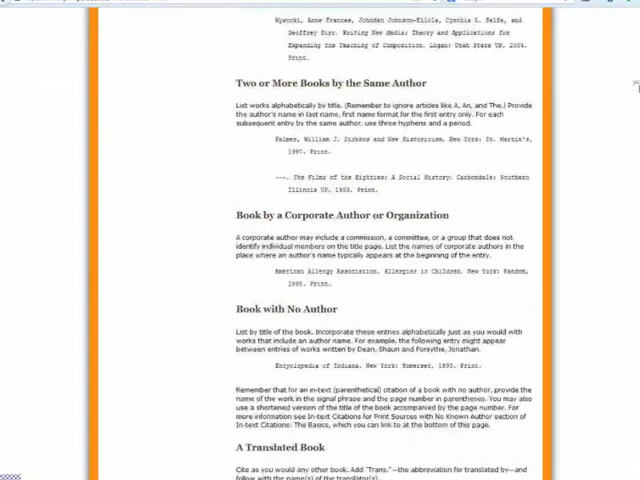 Wysocki, Anne Frances, Johndan Johnson-Eilola, Cynthia L. Selfe, and
Geoffrey Sirc. Writing New Media: Theory and Applications for
Expanding the Teaching of Composition. Logan: Utah State UP, 2004.
Print.
Two or More Books by the Same Author
List works alphabetically by title. (Remember to ignore articles like A, An, and The.) Provide
the author's name in last name, first name format for the first entry only. For each
subsequent entry by the same author, use three hyphens and a period.
Palmer, William J. Dickens and New Historicism. New York: St. Martin's,
1997. Print.
---. The Films of the Eighties: A Social History. Carbondale: Southern
Illinois UP, 1993. Print.
Book by a Corporate Author or Organization
A corporate author may include a commission, a committee, or a group that does not
identify individual members on the title page. List the names of corporate authors in the
place where an author's name typically appears at the beginning of the entry.
American Allergy Association. Allergies in Children. New York: Random,
1998. Print.
Book with No Author
List by title of the book. Incorporate these entries alphabetically just as you would with
works that include an author name. For example, the following entry might appear
between entries of works written by Dean, Shaun and Forsythe, Jonathan.
Encyclopedia of Indiana. New York: Somerset, 1993. Print.
Remember that for an in-text (parenthetical) citation of a book with no author, provide the
name of the work in the signal phrase and the page number in parentheses. You may also
use a shortened version of the title of the book accompanied by the page number. For
more information see In-text Citations for Print Sources with No Known Author section of
In-text Citations: The Basics, which you can link to at the bottom of this page.
A Translated Book
Cite as you would any other book. Add "Trans."—the abbreviation for translated by—and
follow with the name(s) of the translator(s).